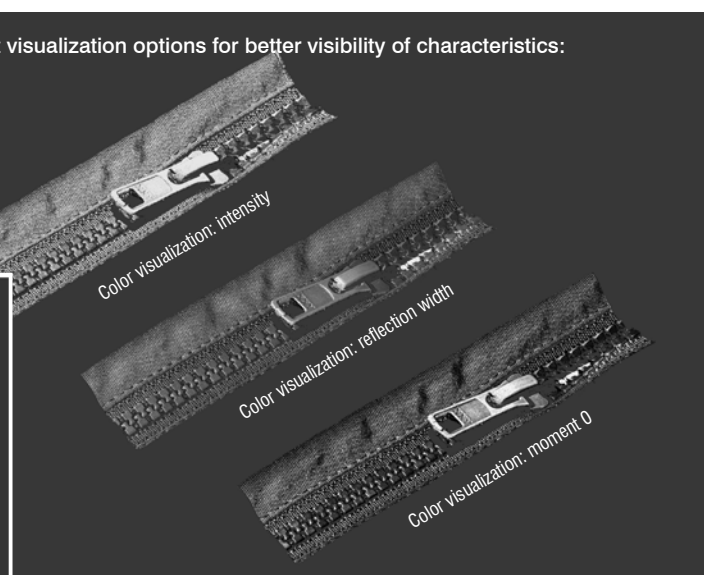 visualization options for better visibility of characteristics:
Color visualization: intensity
Color visualization: reflection width
Color visualization: moment 0